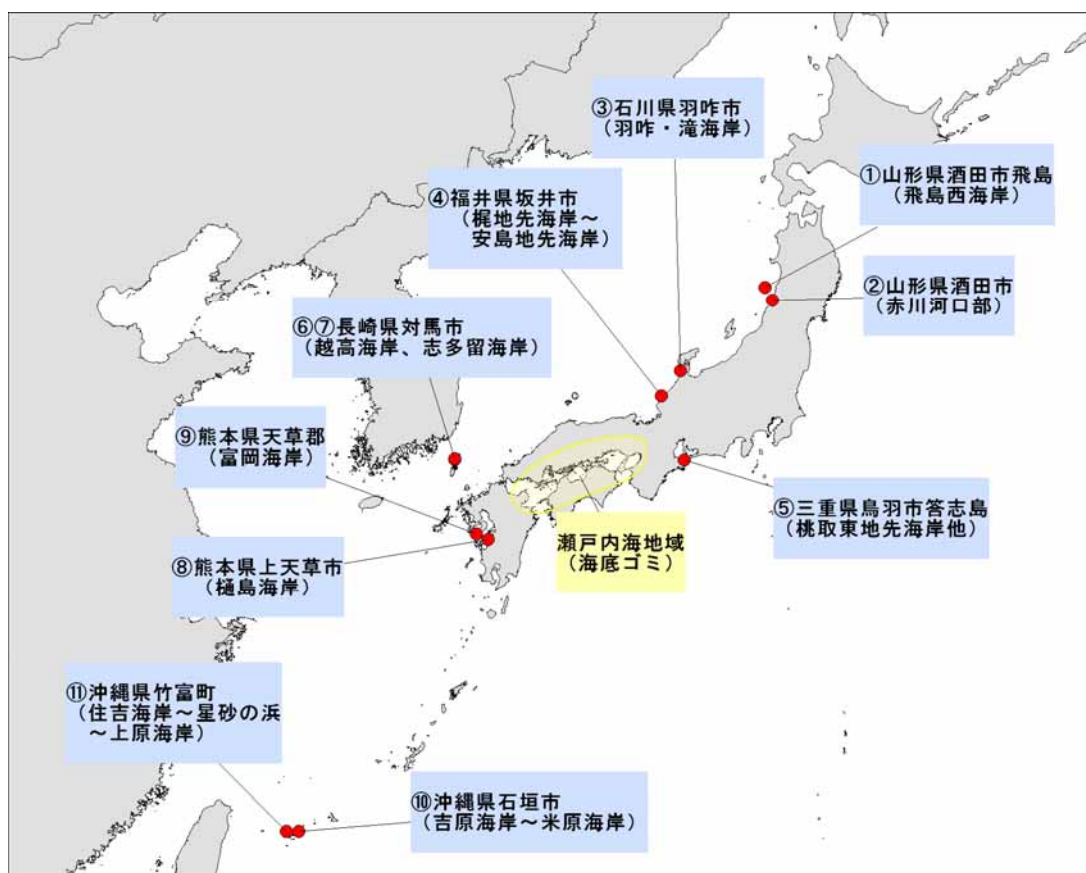 ③石川県羽咋市
（羽咋・滝海岸）
①山形県酒田市飛島
（飛島西海岸）
④福井県坂井市
（梶地先海岸～
安島地先海岸）
②山形県酒田市
（赤川河口部）
⑥⑦長崎県対馬市
（越高海岸、志多留海岸）
⑨熊本県天草郡
（富岡海岸）
⑤三重県鳥羽市答志島
（桃取東地先海岸他）
瀬戸内海地域
（海底ゴミ）
⑧熊本県上天草市
（樋島海岸）
⑪沖縄県竹富町
（住吉海岸～星砂の浜
～上原海岸）
⑩沖縄県石垣市
（吉原海岸～米原海岸）